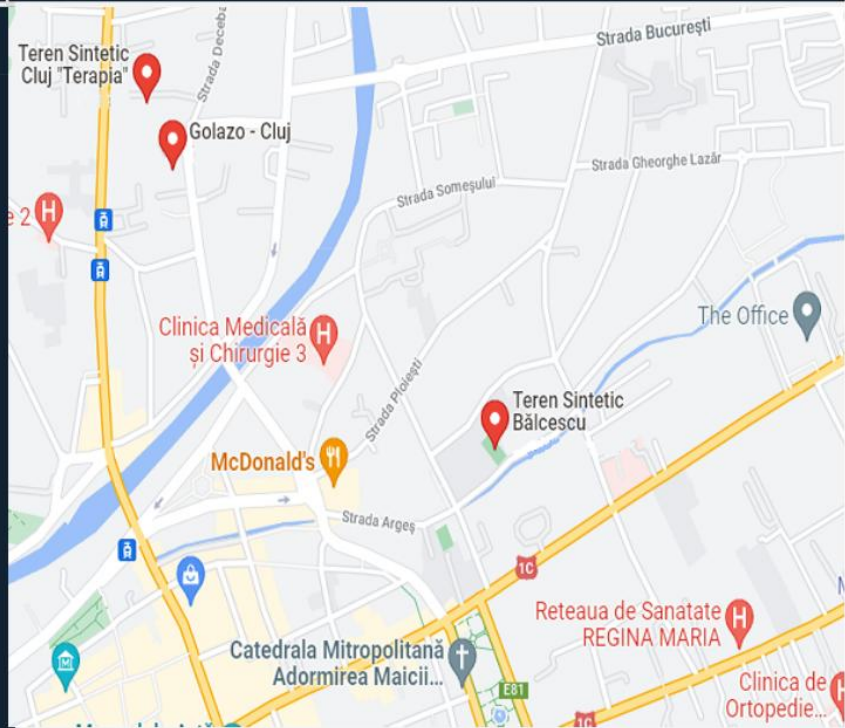 Strada București
Strada Deceba
Teren Sintetic
Cluj "Terapia"
Golazo - Cluj
Strada Gheorghe Lazăr
Strada Someșului
e 2
H
The Office
Clinica Medicală
și Chirurgie 3
H
Strada Ploiești
Teren Sintetic
Bălcescu
McDonald's
Strada Argeș
1C
Reteaua de Sanatate
REGINA MARIA
H
Catedrala Mitropolitană
Adormirea Maicii...
E81
Clinica de
Ortopedie...
H
1C